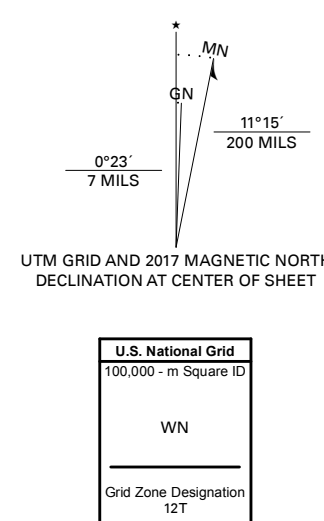 ★
MN
GN
11°15´
200 MILS
0°23´
7 MILS
UTM GRID AND 2017 MAGNETIC NORTH
DECLINATION AT CENTER OF SHEET
U.S. National Grid
100,000 - m Square ID
WN
Grid Zone Designation
12T